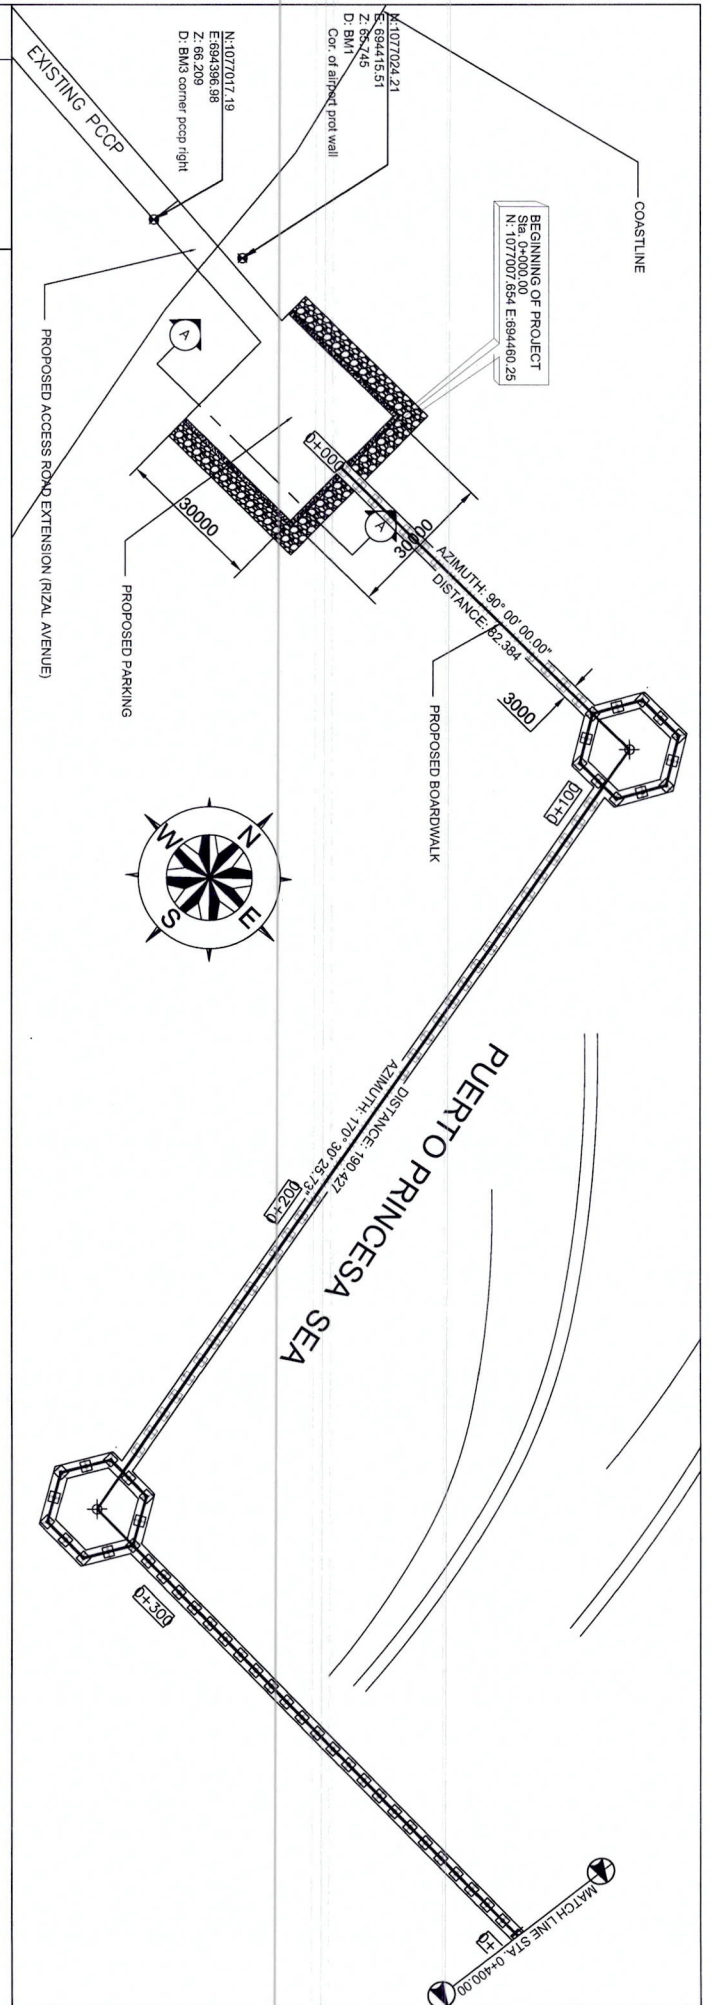 COASTLINE
N:1077024.21
E: 694415.51
Z: 65.745
D: BM1
Cor. of airport prot wall
N:1077017.19
E:694396.98
Z: 66.209
D: BM3 corner pccp right
EXISTING PCCP
BEGINNING OF PROJECT
Sta. 0+000.00
N: 1077007.654 E:694460.25
A
PROPOSED ACCESS ROAD EXTENSION (RIZAL AVENUE)
0+000
30000
30000
A
PROPOSED PARKING
AZIMUTH: 90° 00' 00.00"
DISTANCE: 82.384
PROPOSED BOARDWALK
3000
0+100
N
E
S
W
PUERTO PRINCESA SEA
DISTANCE: 190.427
AZIMUTH: 170° 30' 25.73"
0+200
0+300
0+
MATCH LINE STA. 0+400.00